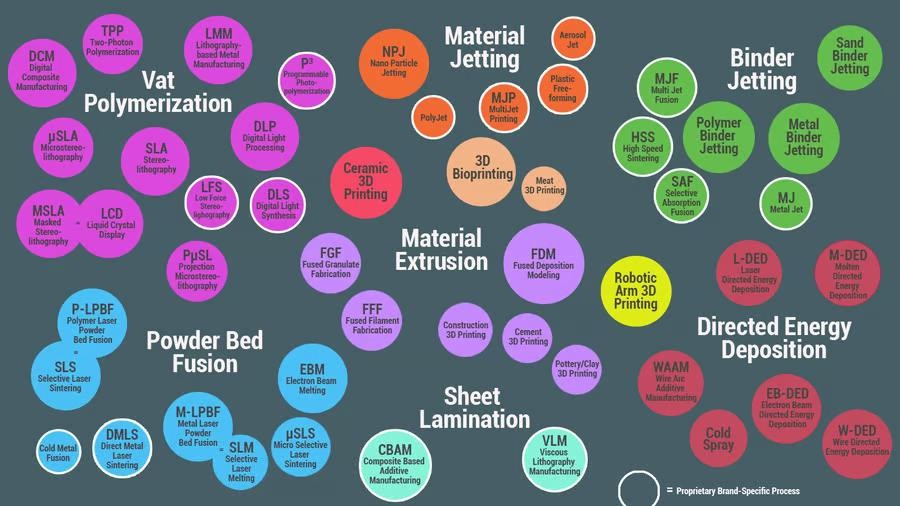 TPP
Two-Photon
Polymerization
DCM
Digital
Composite
Manufacturing
LMM
Lithography-
based Metal
Manufacturing
P³
Programmable
Photo-
polymerization
Vat
Polymerization
µSLA
Microstereo-
lithography
SLA
Stereo-
lithography
DLP
Digital Light
Processing
LFS
Low Force
Stereo-
lighography
DLS
Digital Light
Synthesis
MSLA
Masked
Stereo-
lithography
=
LCD
Liquid Crystal
Display
PµSL
Projection
Microstereo-
lithography
Material
Jetting
NPJ
Nano Particle
Jetting
Aerosol
Jet
Plastic
Free-
forming
MJP
MultiJet
Printing
PolyJet
Ceramic
3D
Printing
3D
Bioprinting
Meat
3D Printing
Binder
Jetting
Sand
Binder
Jetting
MJF
Multi Jet
Fusion
HSS
High Speed
Sintering
Polymer
Binder
Jetting
Metal
Binder
Jetting
SAF
Selective
Absorption
Fusion
MJ
Metal Jet
Material
Extrusion
FGF
Fused Granulate
Fabrication
FDM
Fused Deposition
Modeling
FFF
Fused Filament
Fabrication
Construction
3D Printing
Cement
3D Printing
Pottery/Clay
3D Printing
Robotic
Arm 3D
Printing
Powder Bed
Fusion
P-LPBF
Polymer Laser
Powder
Bed Fusion
=
SLS
Selective Laser
Sintering
EBM
Electron Beam
Melting
M-LPBF
Metal Laser
Powder
Bed Fusion
=
SLM
Selective
Laser
Melting
µSLS
Micro Selective
Laser
Sintering
Cold Metal
Fusion
DMLS
Direct Metal
Laser
Sintering
Sheet
Lamination
CBAM
Composite Based
Additive
Manufacturing
VLM
Viscous
Lithography
Manufacturing
Directed Energy
Deposition
L-DED
Laser
Directed Energy
Deposition
M-DED
Molten
Directed
Energy
Deposition
WAAM
Wire Arc
Additive
Manufacturing
EB-DED
Electron Beam
Directed Energy
Deposition
Cold
Spray
W-DED
Wire Directed
Energy Deposition
= Proprietary Brand-Specific Process